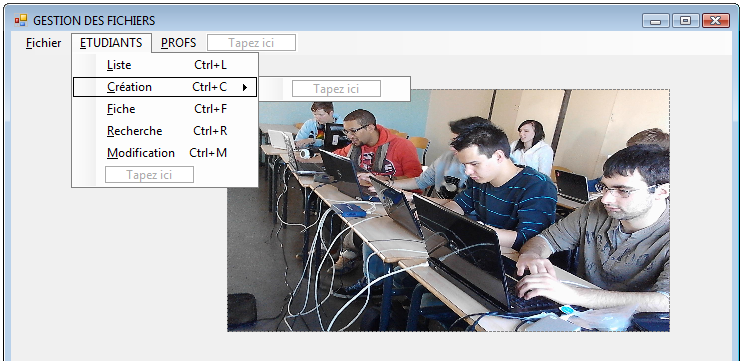 GESTION DES FICHIERS
Fichier ETUDIANTS PROFS Tapez ici
Liste Ctrl+L
Création Ctrl+C Tapez ici
Fiche Ctrl+F
Recherche Ctrl+R
Modification Ctrl+M
Tapez ici